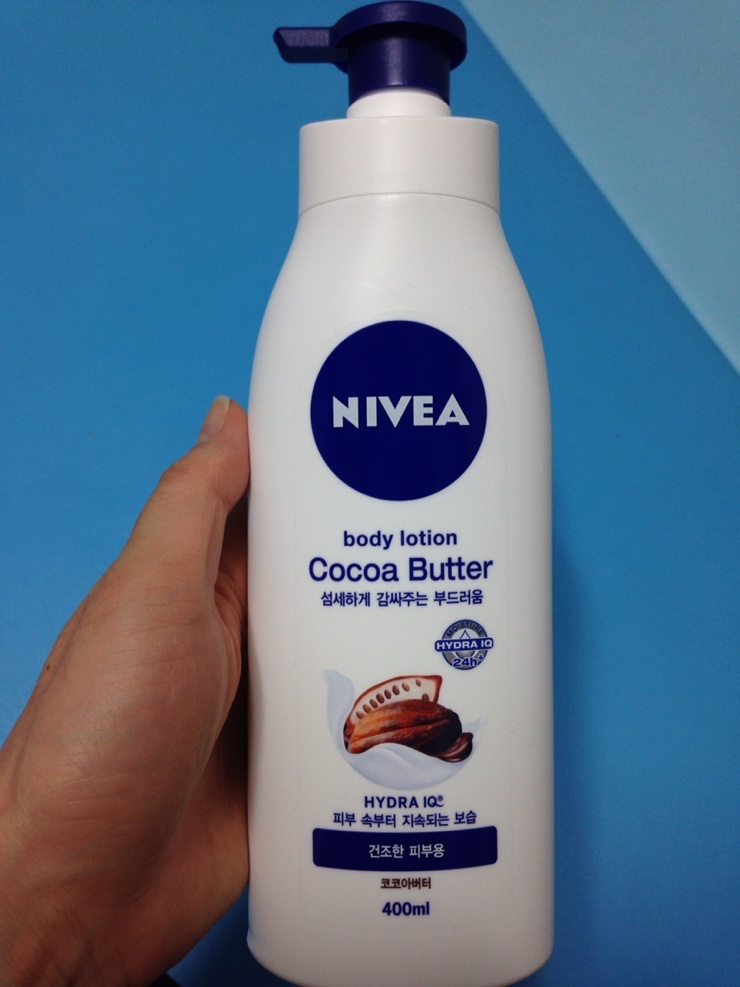 NIVEA
body lotion
Cocoa Butter
섬세하게 감싸주는 부드러움
MOISTURE
HYDRA IQ
24h+
HYDRA IQ®
피부 속부터 지속되는 보습
건조한 피부용
코코아버터
400ml